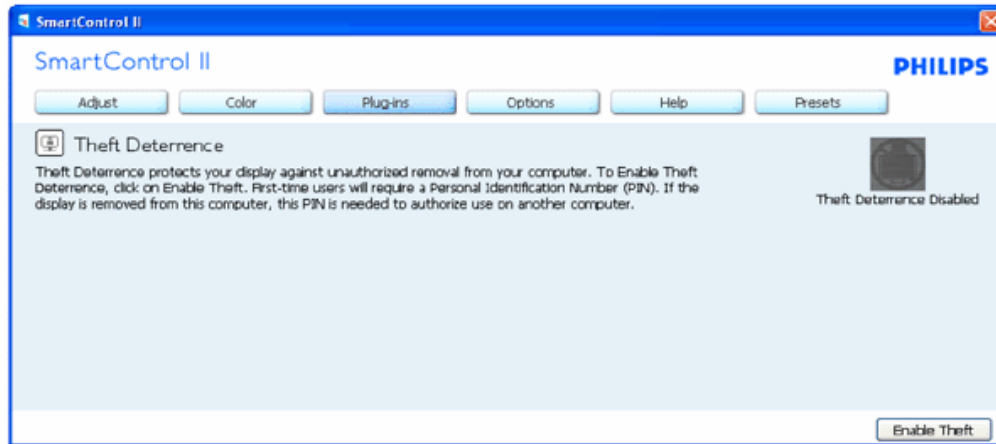 SmartControl II
SmartControl II
PHILIPS
Adjust Color Plug-ins Options Help Presets
Theft Deterrence
Theft Deterrence protects your display against unauthorized removal from your computer. To Enable Theft
Deterrence, click on Enable Theft. First-time users will require a Personal Identification Number (PIN). If the
display is removed from this computer, this PIN is needed to authorize use on another computer.
Theft Deterrence Disabled
Enable Theft